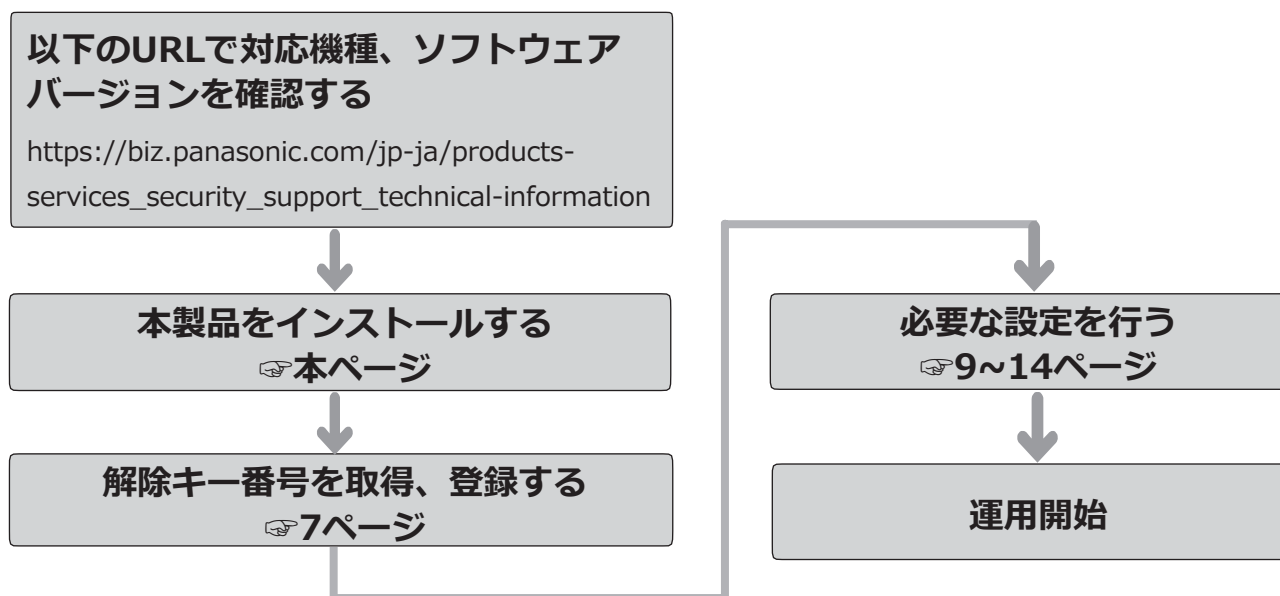 以下のURLで対応機種、ソフトウェア
バージョンを確認する
https://biz.panasonic.com/jp-ja/products-
services_security_support_technical-information
本製品をインストールする
☞本ページ
解除キー番号を取得、登録する
☞7ページ
必要な設定を行う
☞9~14ページ
運用開始